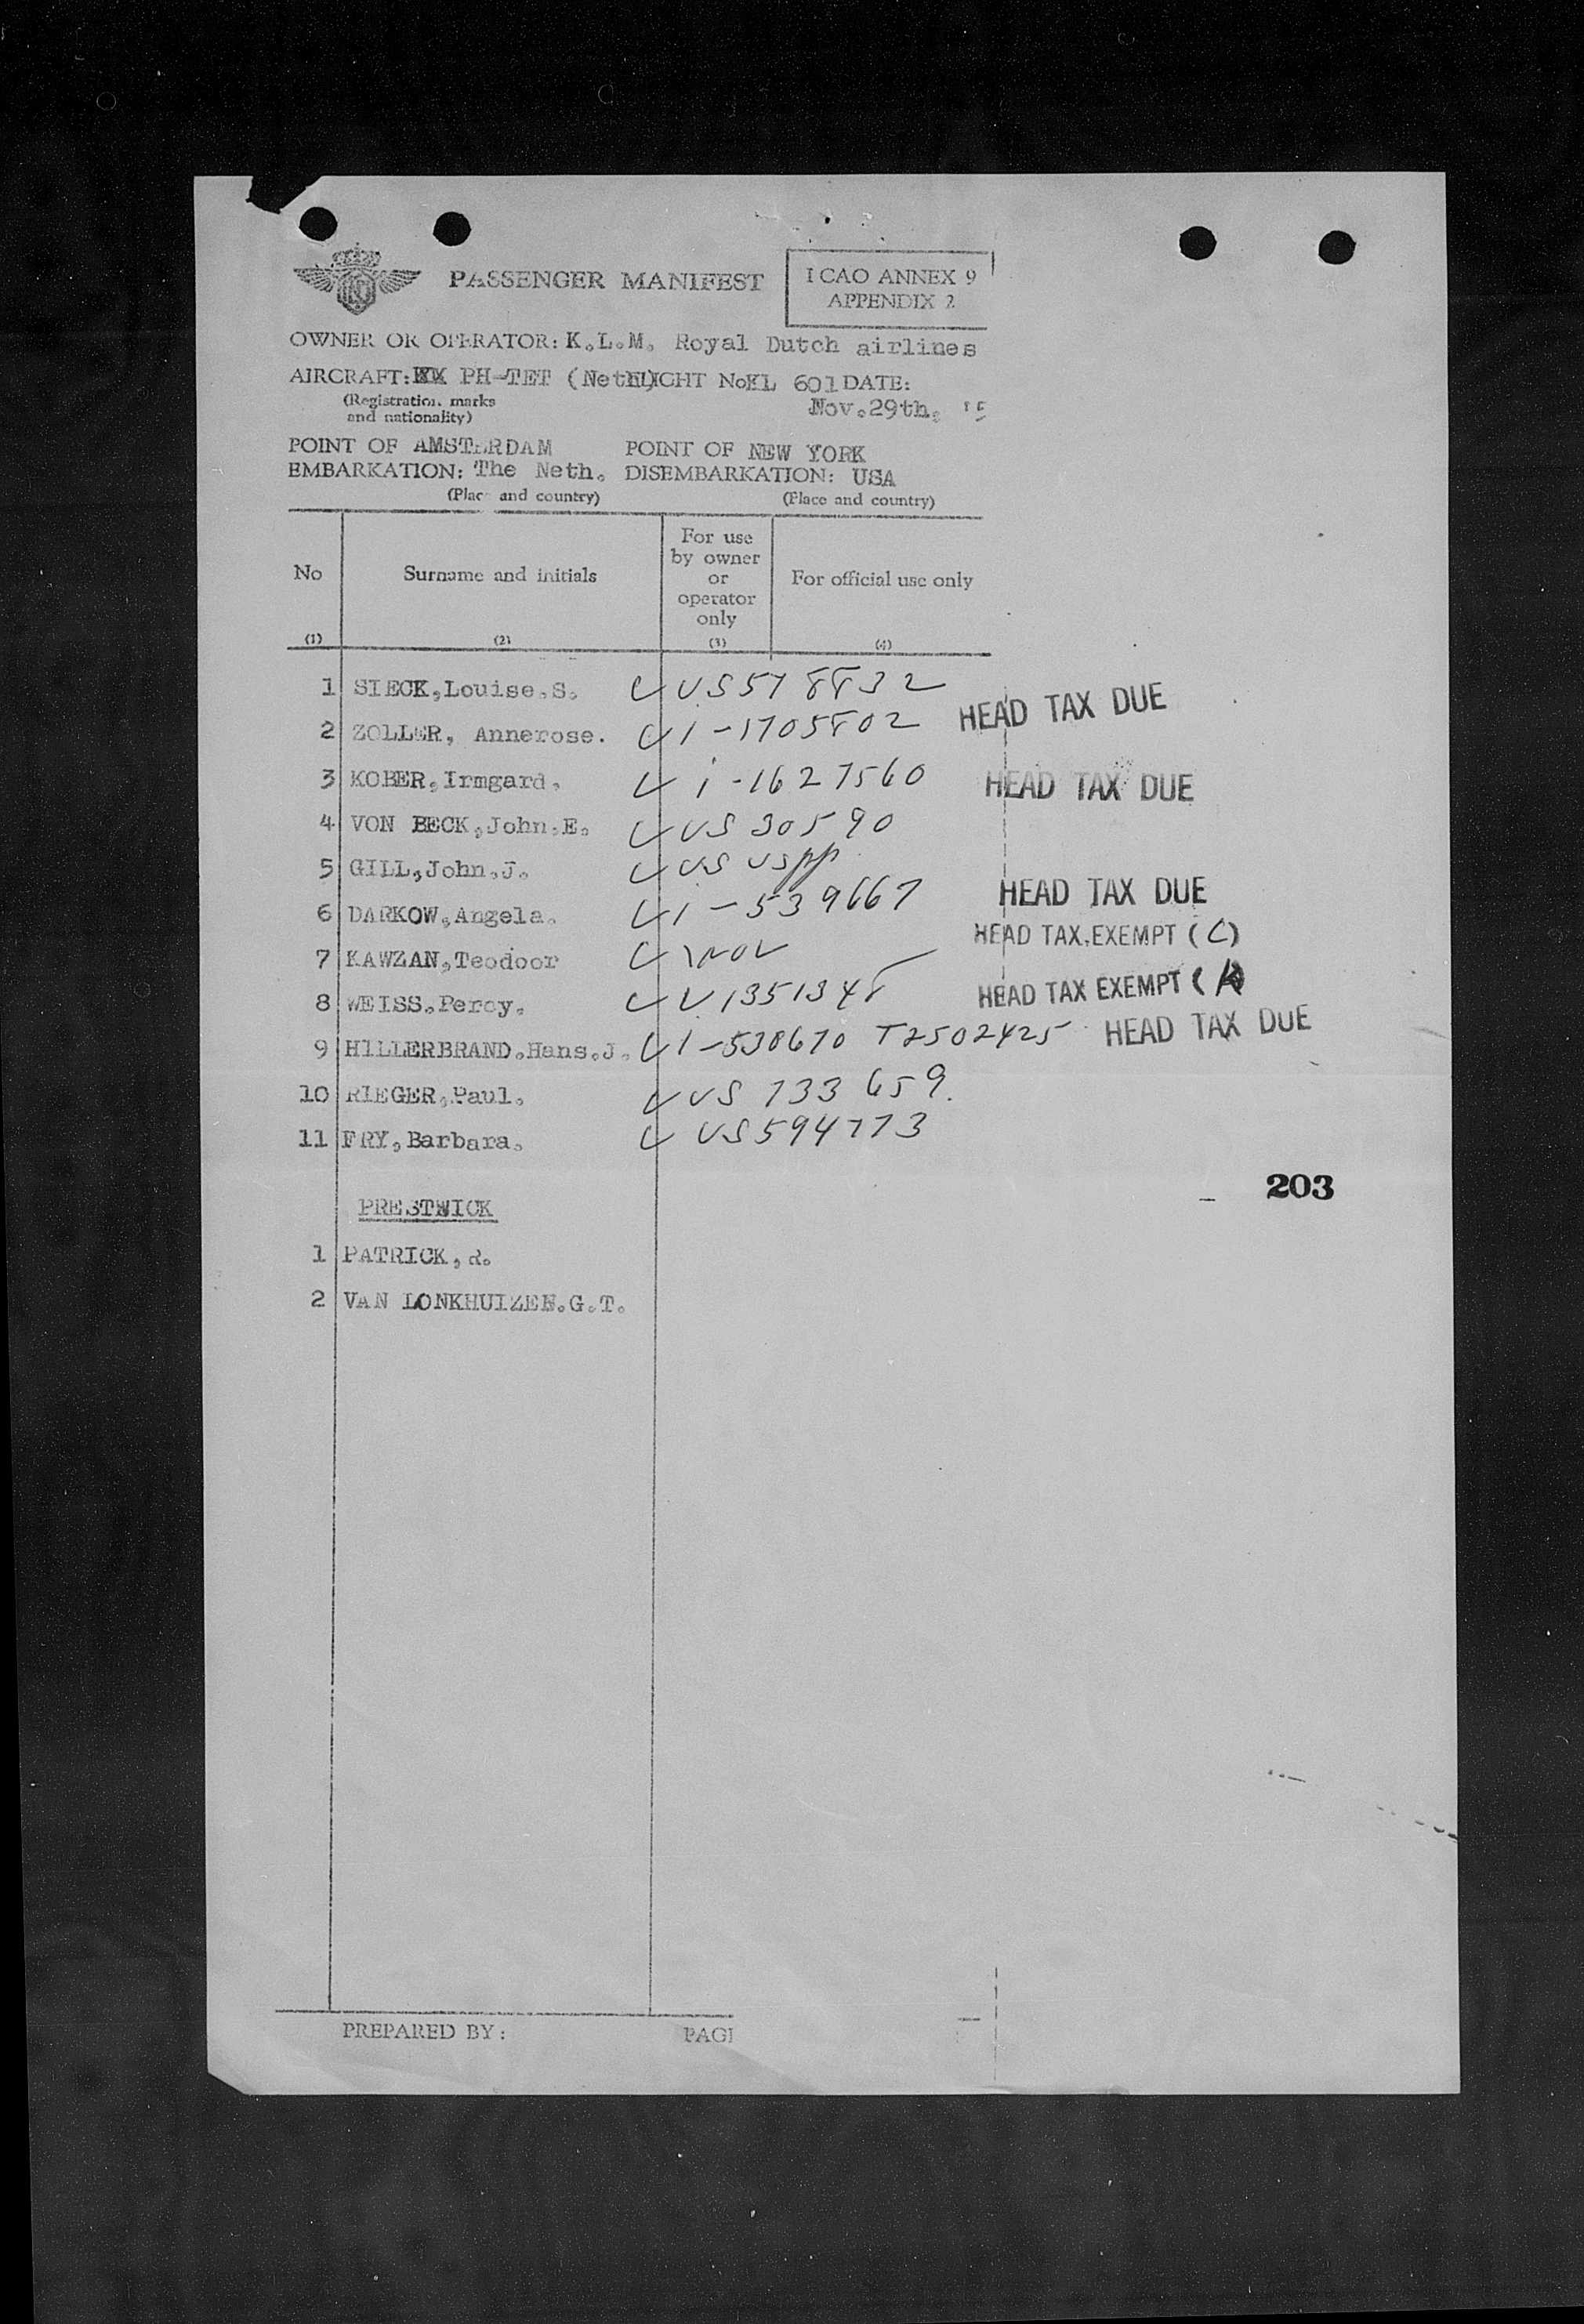 PASSENGER MANIFEST
ICAO ANNEX 9
APPENDIX 2
OWNER OR OPERATOR: K.L.M. Royal Dutch airlines
AIRCRAFT: PH-TET (Neth) FLIGHT No KL 601 DATE:
(Registration marks
and nationality)
Nov.29th.
POINT OF AMSTERDAM POINT OF NEW YORK
EMBARKATION: The Neth. DISEMBARKATION: USA
(Place and country) (Place and country)
No Surname and initials For use by owner or operator only For official use only
(1) (2) (3) (4)
1 SIECK,Louise.S. US 578832
2 ZOLLER, Annerose. I-1705802 HEAD TAX DUE
3 KOBER,Irmgard. i-1627560 HEAD TAX DUE
4 VON BECK,John.E. US 30590
5 GILL,John.J. US USpp
6 DARKOW,Angela. I-539667 HEAD TAX DUE
7 KAWZAN,Teodoor HEAD TAX EXEMPT (C)
8 WEISS.Percy. V 1351348 HEAD TAX EXEMPT (
9 HILLERBRAND.Hans.J. I-538670 T2502425 HEAD TAX DUE
10 RIEGER,Paul. US 733659.
11 FRY,Barbara. US 594773
203
PRESTWICK
1 PATRICK,R.
2 VAN LONKHUIZEN.G.T.
PREPARED BY: PAGE